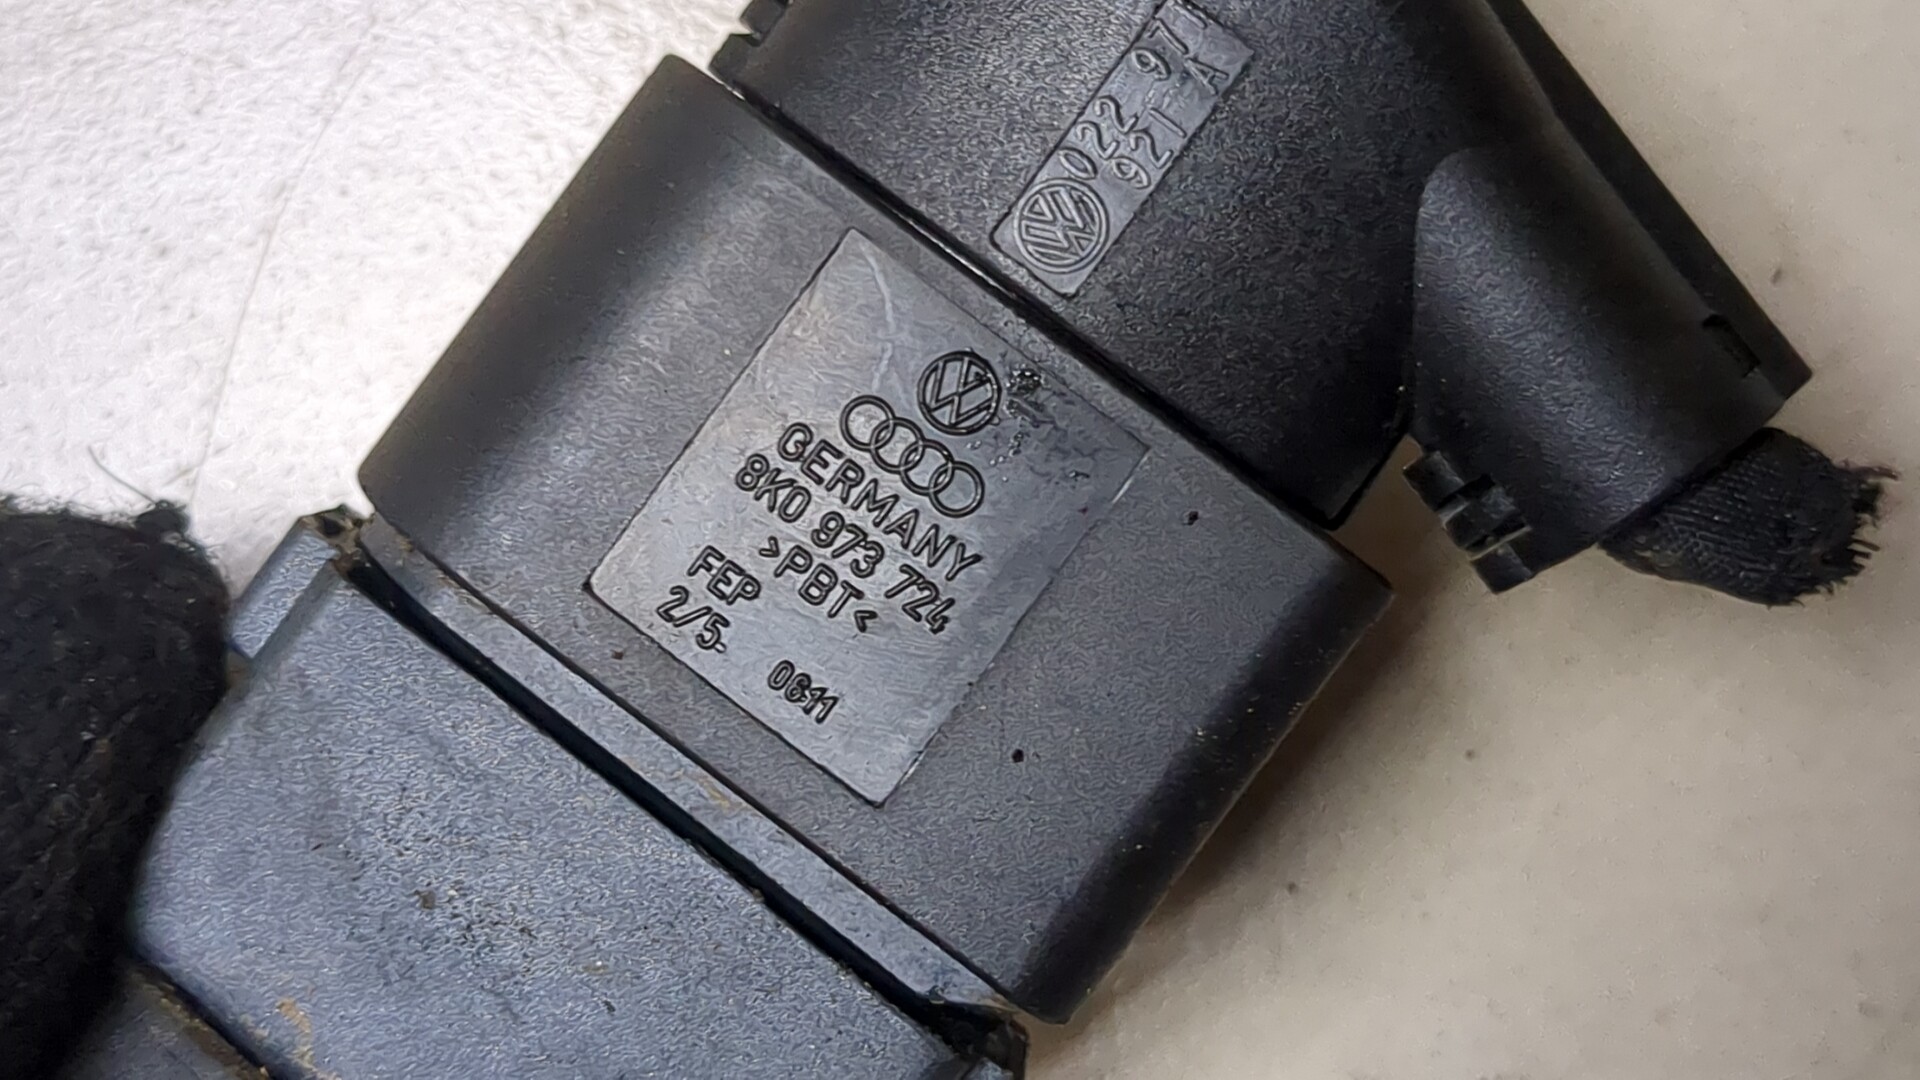 022 971
921 A
GERMANY
8K0 973 724
>PBT<
FEP
2/5-
0611